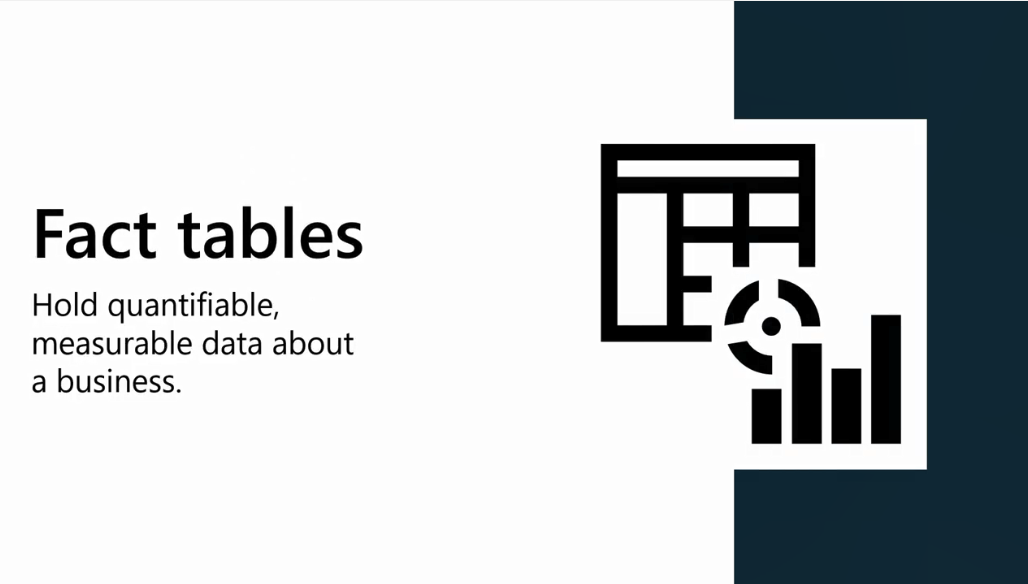 Fact tables
Hold quantifiable,
measurable data about
a business.